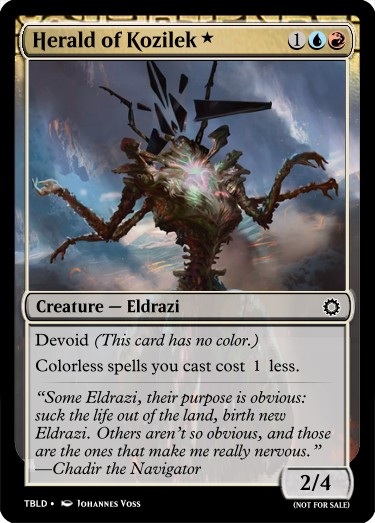 Herald of Kozilek★ 1
Creature — Eldrazi
Devoid (This card has no color.)
Colorless spells you cast cost 1 less.
“Some Eldrazi, their purpose is obvious:
suck the life out of the land, birth new
Eldrazi. Others aren’t so obvious, and those
are the ones that make me really nervous.”
—Chadir the Navigator
2/4
TBLD • Johannes Voss
(NOT FOR SALE)